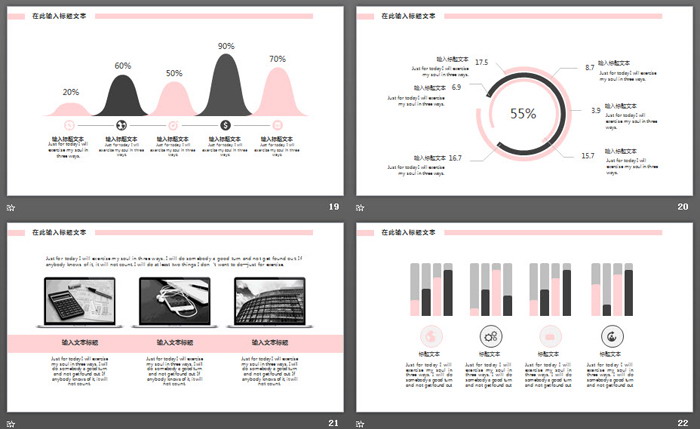 在此输入标题文本
20%
60%
50%
90%
70%
输入标题文本
Just for today I will
exercise my soul in
three ways.
输入标题文本
Just for today I will
exercise my soul in three
ways.
输入标题文本
Just for today I will
exercise my soul in three
ways.
输入标题文本
Just for today I will
exercise my soul in three
ways.
输入标题文本
Just for today I will
exercise my soul in three
ways.
19
在此输入标题文本
输入标题文本
17.5
Just for today I will exercise
my soul in three ways.
输入标题文本
6.9
Just for today I will exercise
my soul in three ways.
输入标题文本
16.7
Just for today I will exercise
my soul in three ways.
55%
8.7
输入标题文本
Just for today I will exercise
my soul in three ways.
3.9
输入标题文本
Just for today I will
exercise my soul in three
ways.
15.7
输入标题文本
Just for today I will
exercise my soul in three
ways.
20
在此输入标题文本
Just for today I will exercise my soul in three ways. I will do somebody a good turn and not get found out. If
anybody knows of it, it will not count. I will do at least two things I don't want to do—just for exercise.
输入文本标题
Just for today I will exercise
my soul in three ways. I will
do somebody a good turn
and not get found out. If
anybody knows of it, it will
not count.
输入文本标题
Just for today I will exercise
my soul in three ways. I will
do somebody a good turn
and not get found out. If
anybody knows of it, it will
not count.
输入文本标题
Just for today I will exercise
my soul in three ways. I will
do somebody a good turn
and not get found out. If
anybody knows of it, it will
not count.
21
在此输入标题文本
标题文本
Just for today I will
exercise my soul in
three ways. I will do
somebody a good turn
and not get found out.
标题文本
Just for today I will
exercise my soul in
three ways. I will do
somebody a good turn
and not get found out.
标题文本
Just for today I will
exercise my soul in
three ways. I will do
somebody a good turn
and not get found out.
标题文本
Just for today I will
exercise my soul in
three ways. I will do
somebody a good turn
and not get found out.
22